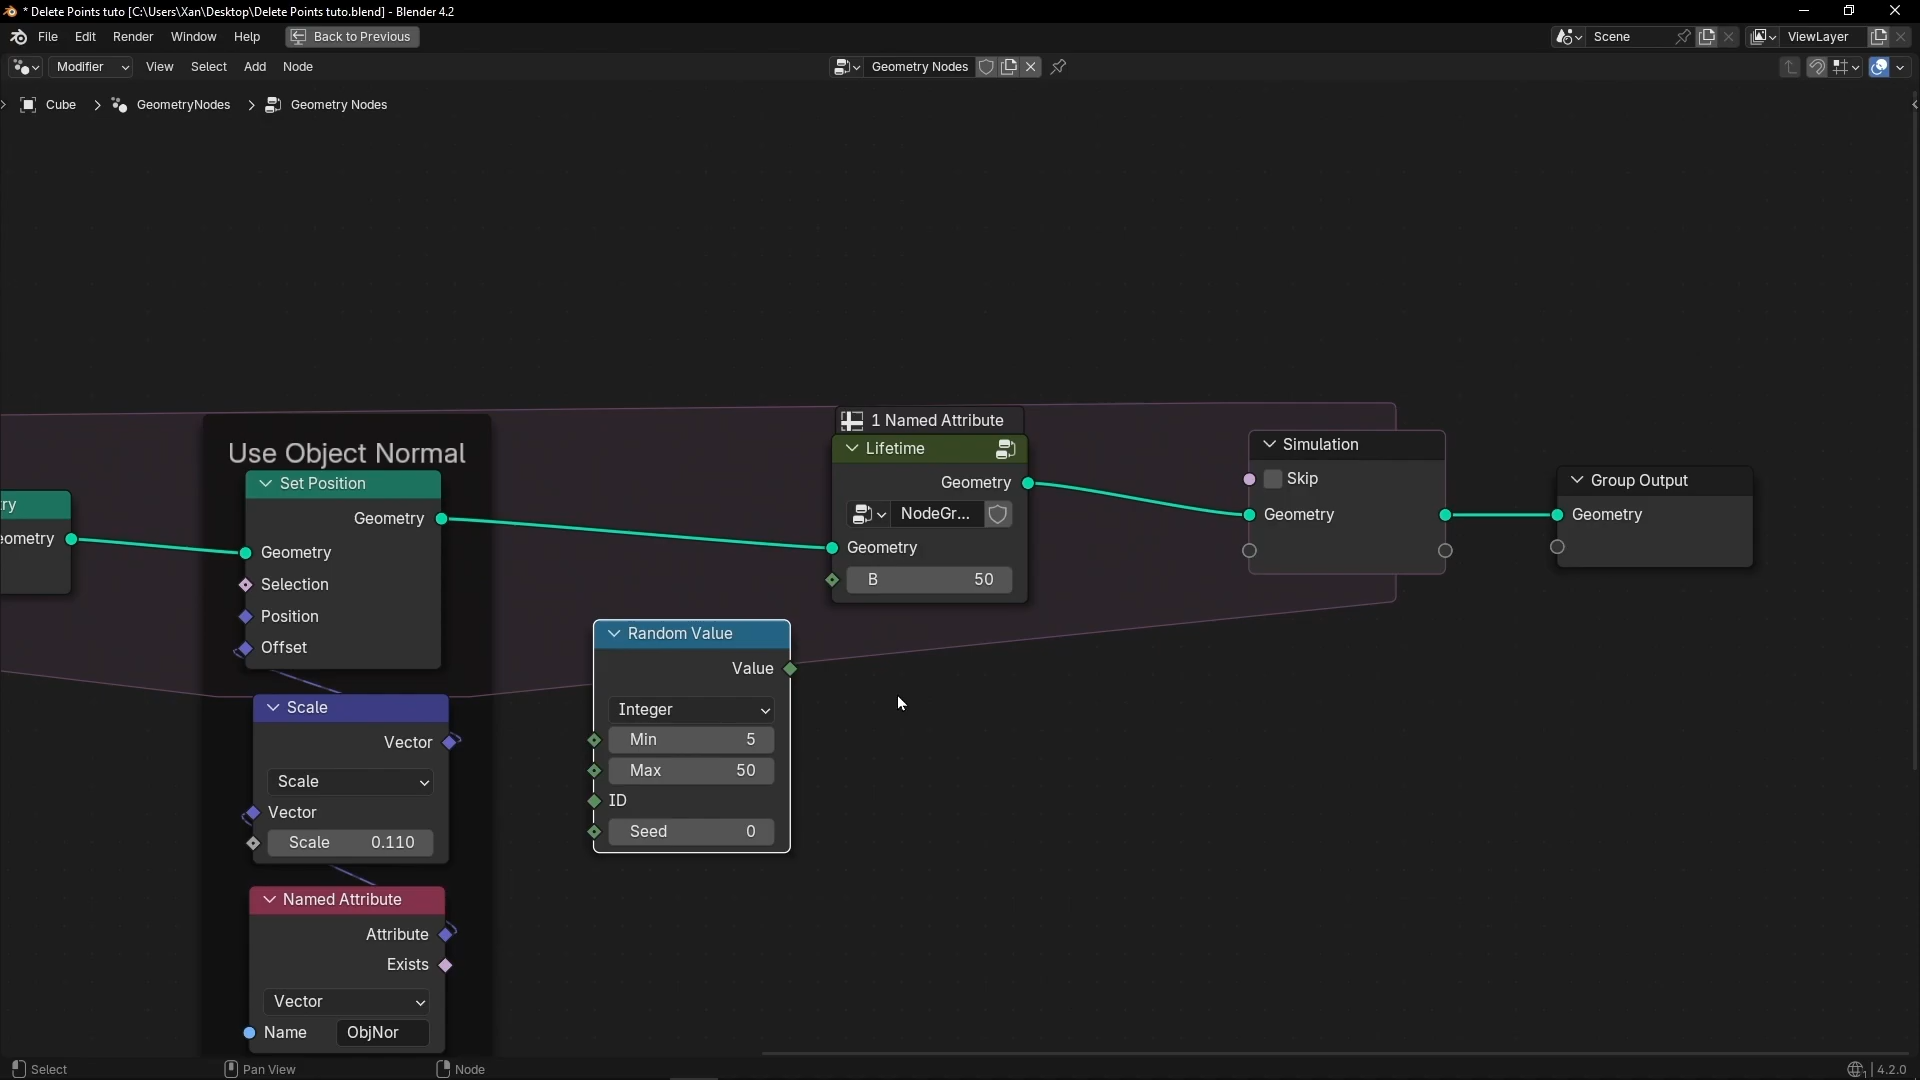 * Delete Points tuto [C:\Users\Xan\Desktop\Delete Points tuto.blend] - Blender 4.2
File Edit Render Window Help Back to Previous Scene ViewLayer
Modifier View Select Add Node Geometry Nodes
Cube GeometryNodes Geometry Nodes
ry
eometry
Use Object Normal
Set Position
Geometry
Geometry
Selection
Position
Offset
Scale
Vector
Scale
Vector
Scale 0.110
Named Attribute
Attribute
Exists
Vector
Name ObjNor
Random Value
Value
Integer
Min 5
Max 50
ID
Seed 0
1 Named Attribute
Lifetime
Geometry
NodeGr...
Geometry
B 50
Simulation
Skip
Geometry
Group Output
Geometry
Select Pan View Node 4.2.0